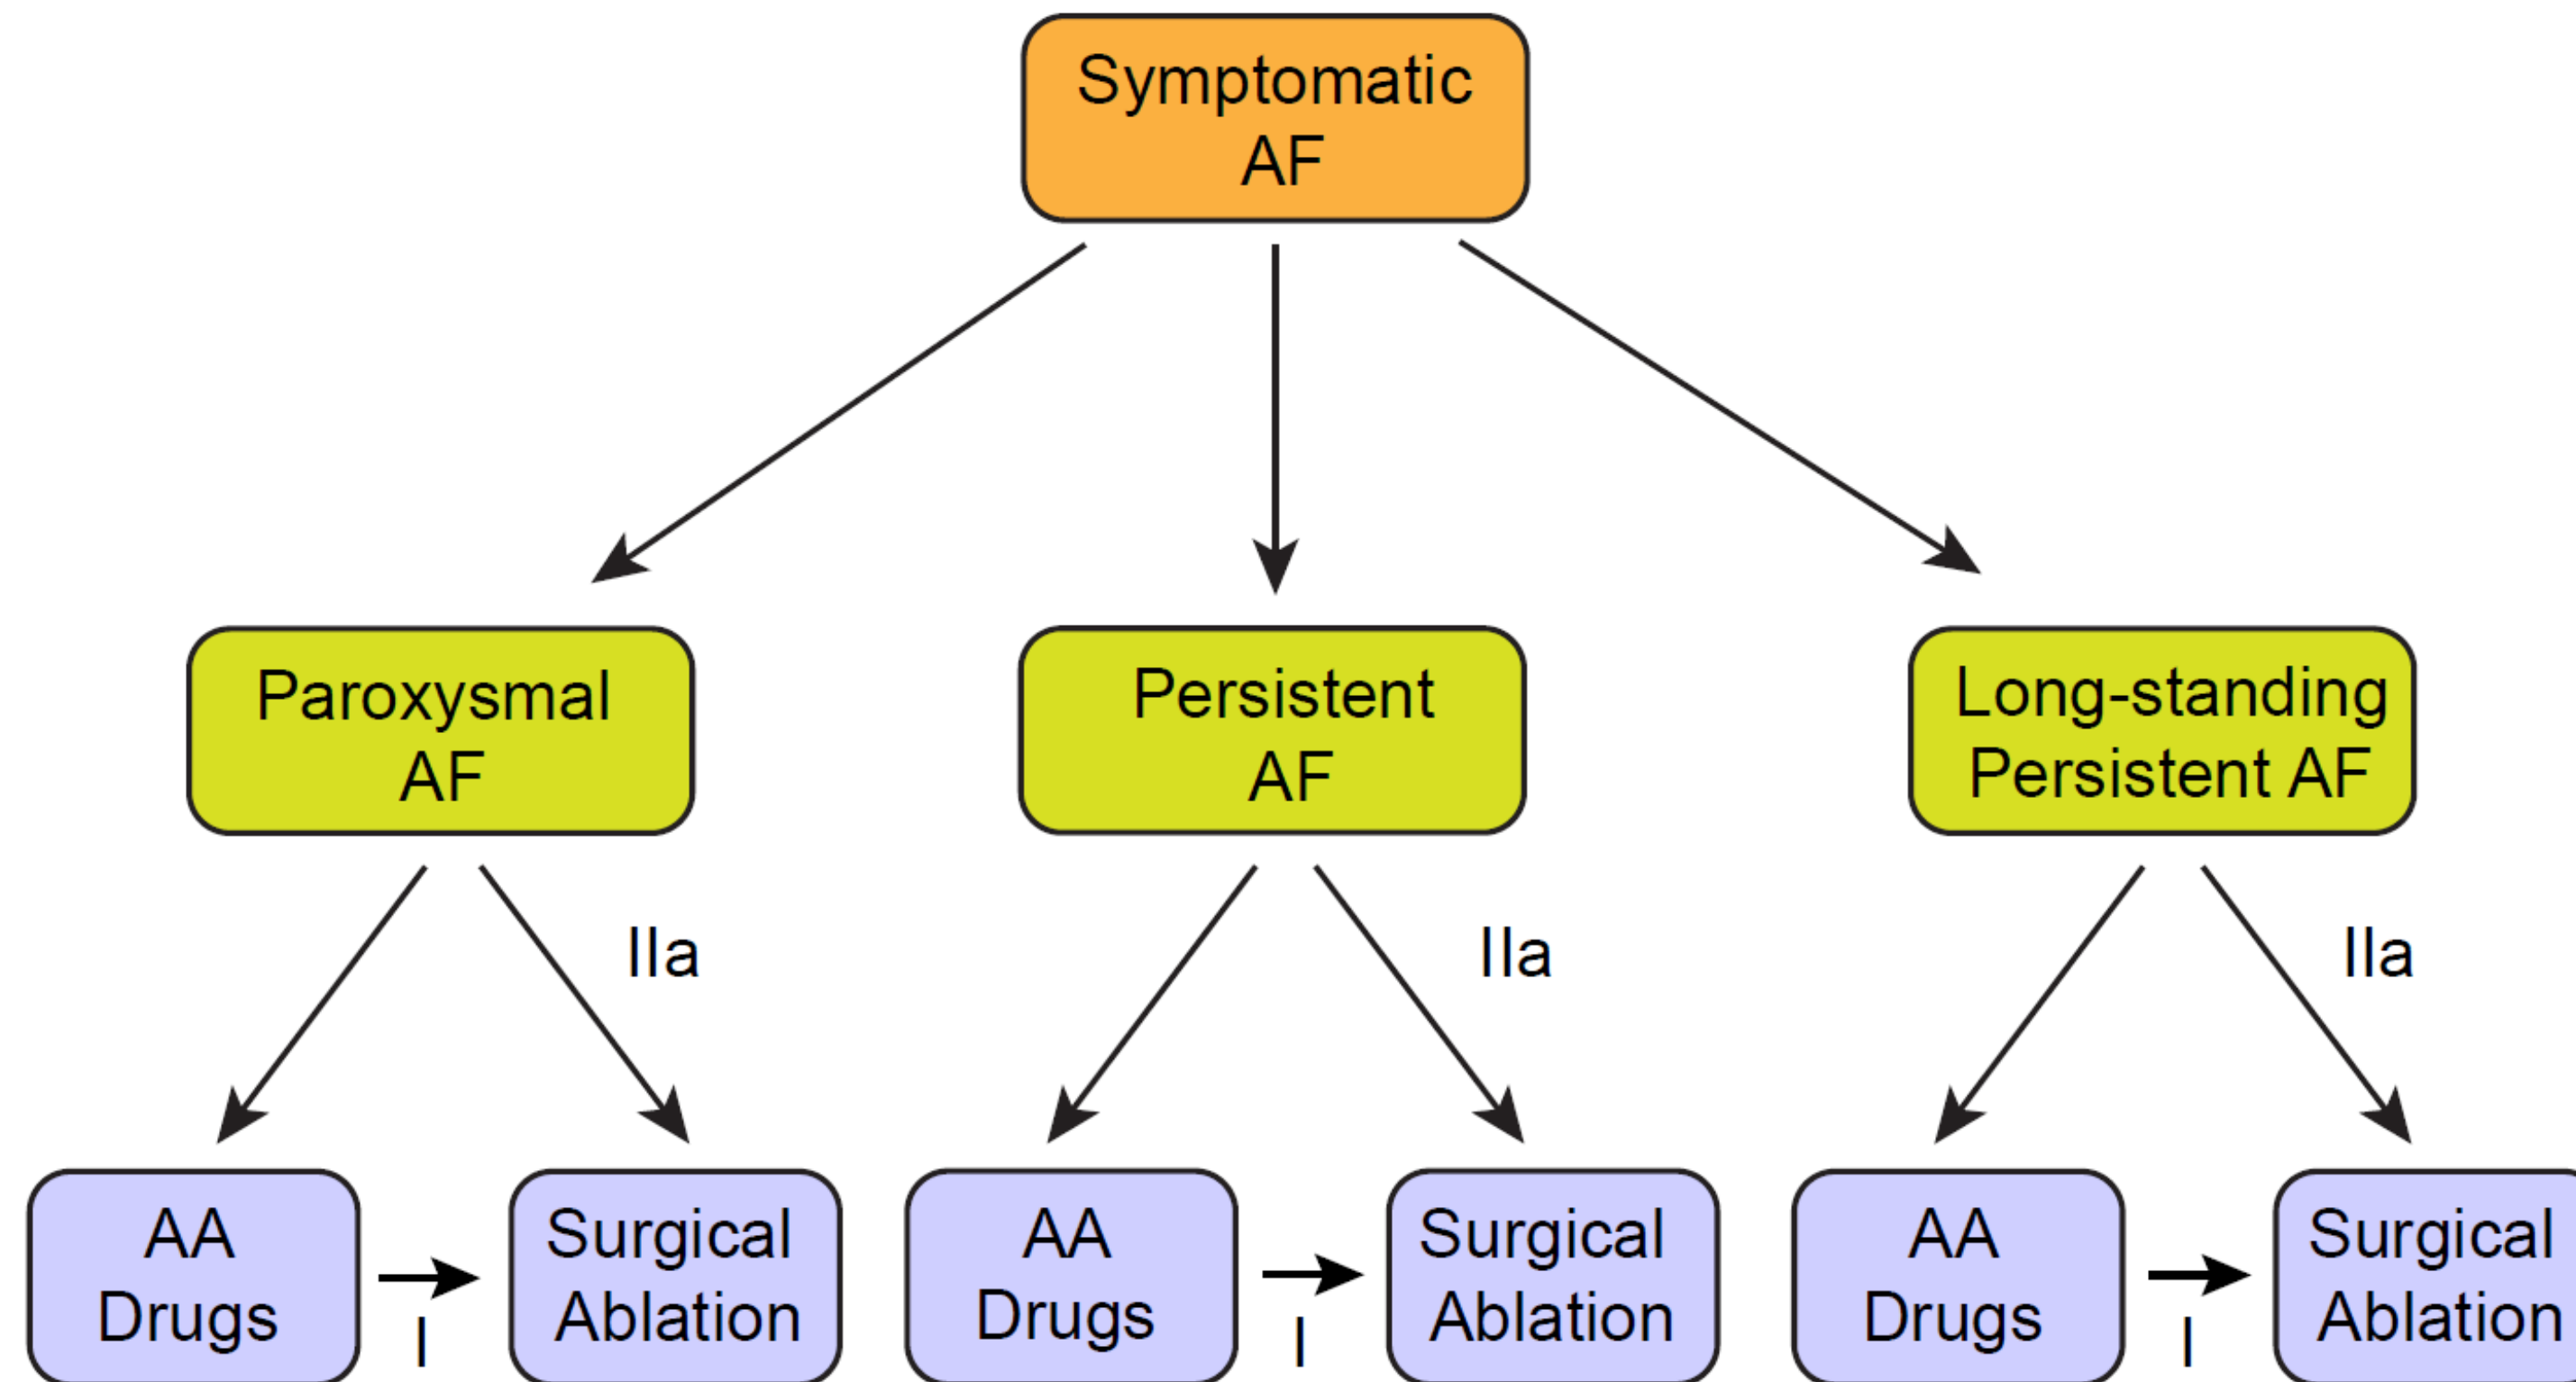 Symptomatic
AF
Paroxysmal
AF
Persistent
AF
Long-standing
Persistent AF
IIa
IIa
IIa
AA
Drugs
I
Surgical
Ablation
AA
Drugs
I
Surgical
Ablation
AA
Drugs
I
Surgical
Ablation